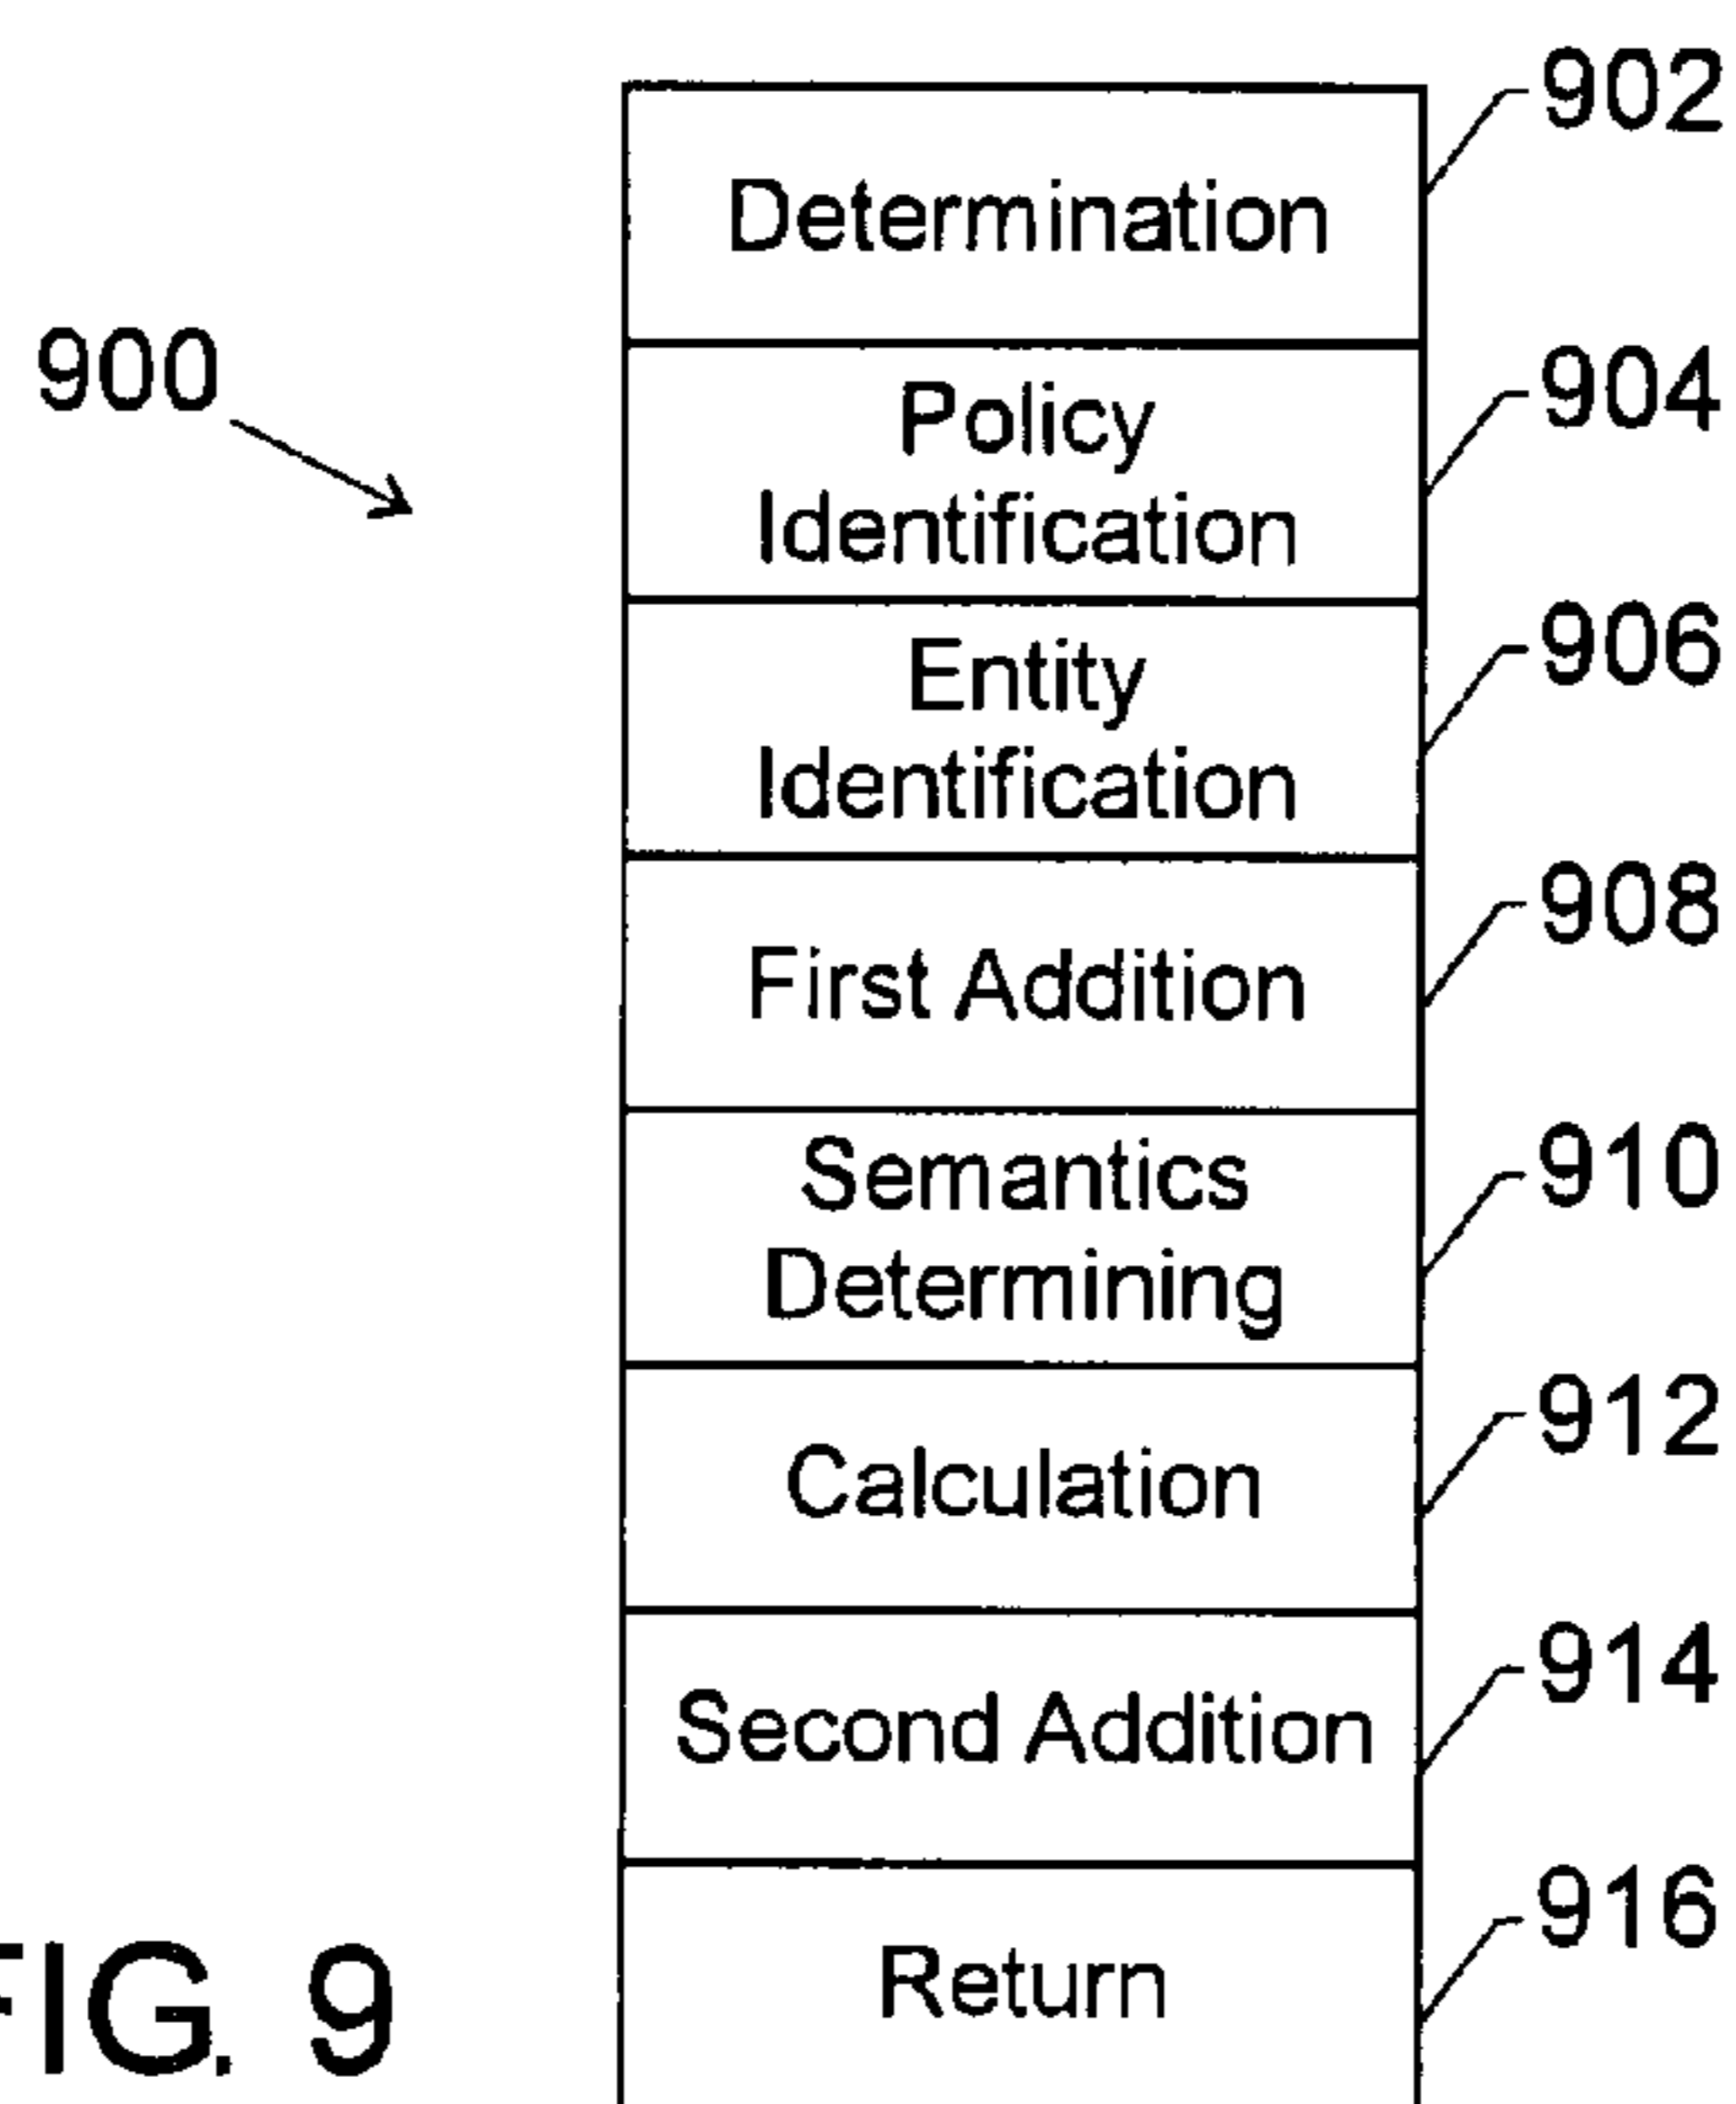 902
Determination
900
904
Policy
Identification
906
Entity
Identification
908
First Addition
910
Semantics
Determining
912
Calculation
914
Second Addition
916
Return
FIG. 9